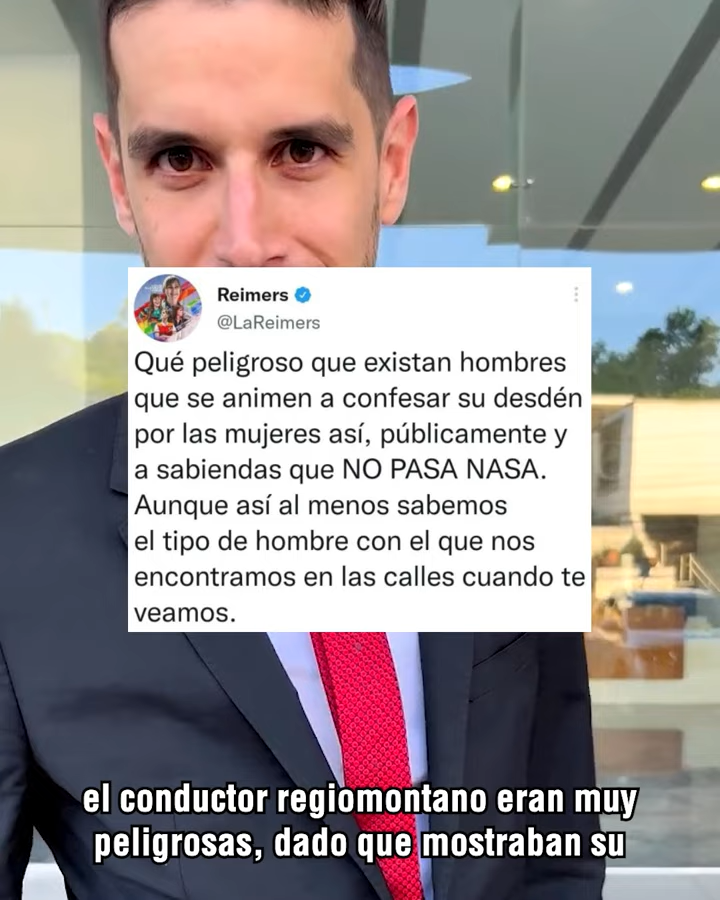 Reimers
@LaReimers
Qué peligroso que existan hombres
que se animen a confesar su desdén
por las mujeres así, públicamente y
a sabiendas que NO PASA NASA.
Aunque así al menos sabemos
el tipo de hombre con el que nos
encontramos en las calles cuando te
veamos.
el conductor regiomontano eran muy
peligrosas, dado que mostraban su